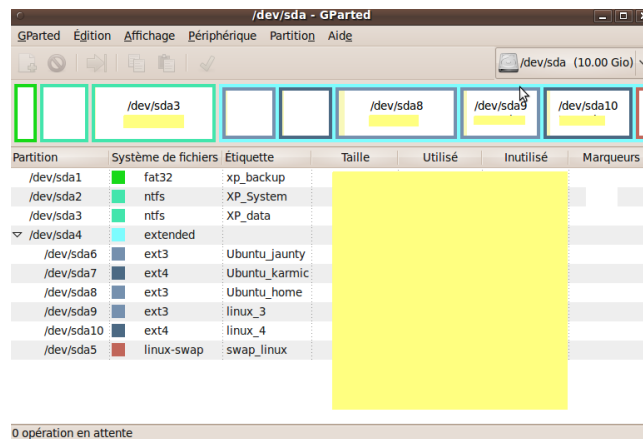 /dev/sda - GParted
GParted Édition Affichage Périphérique Partition Aide
/dev/sda (10.00 Gio)
/dev/sda3 /dev/sda8 /dev/sda9 /dev/sda10
Partition Système de fichiers Étiquette Taille Utilisé Inutilisé Marqueurs
/dev/sda1 fat32 xp_backup
/dev/sda2 ntfs XP_System
/dev/sda3 ntfs XP_data
/dev/sda4 extended
/dev/sda6 ext3 Ubuntu_jaunty
/dev/sda7 ext4 Ubuntu_karmic
/dev/sda8 ext3 Ubuntu_home
/dev/sda9 ext3 linux_3
/dev/sda10 ext4 linux_4
/dev/sda5 linux-swap swap_linux
0 opération en attente